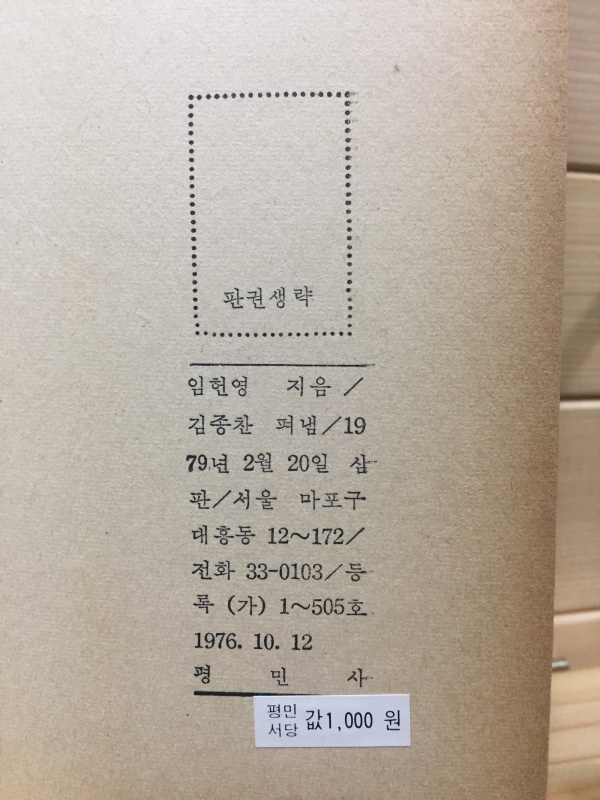 판권생략
임헌영 지음／
김종찬 펴냄／19
79년 2월 20일 삼
판／서울 마포구
대흥동 12～172／
전화 33-0103／등
록 (가) 1～505호
1976. 10. 12
평 민 사
평민
서당 값1,000 원